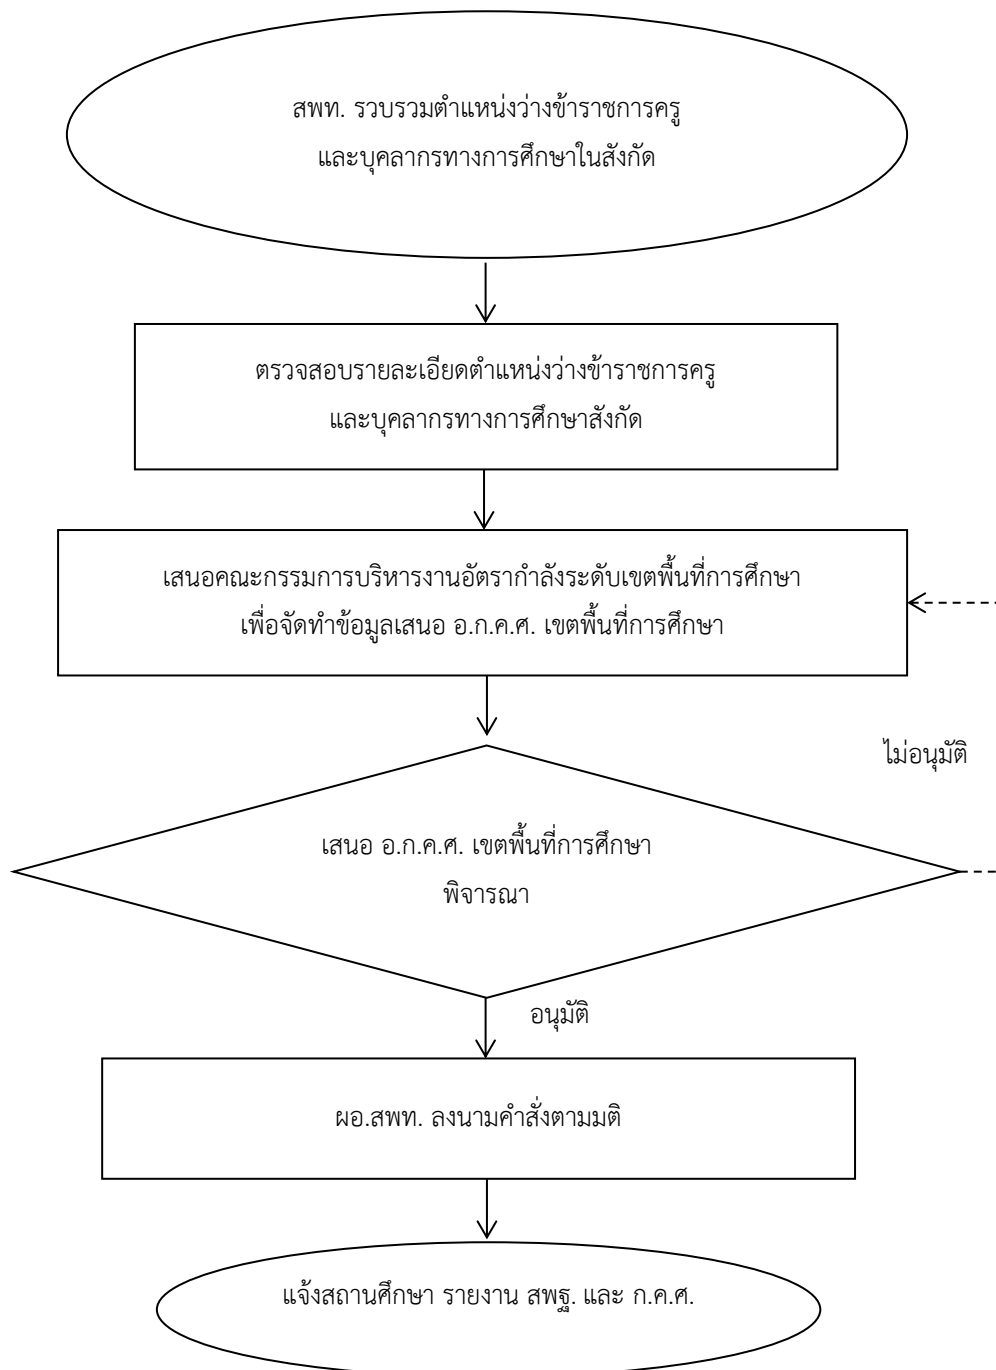 สพท. รวบรวมตำแหน่งว่างข้าราชการครู
และบุคลากรทางการศึกษาในสังกัด
ตรวจสอบรายละเอียดตำแหน่งว่างข้าราชการครู
และบุคลากรทางการศึกษาสังกัด
เสนอคณะกรรมการบริหารงานอัตรากำลังระดับเขตพื้นที่การศึกษา
เพื่อจัดทำข้อมูลเสนอ อ.ก.ค.ศ. เขตพื้นที่การศึกษา
ไม่อนุมัติ
เสนอ อ.ก.ค.ศ. เขตพื้นที่การศึกษา
พิจารณา
อนุมัติ
ผอ.สพท. ลงนามคำสั่งตามมติ
แจ้งสถานศึกษา รายงาน สพฐ. และ ก.ค.ศ.